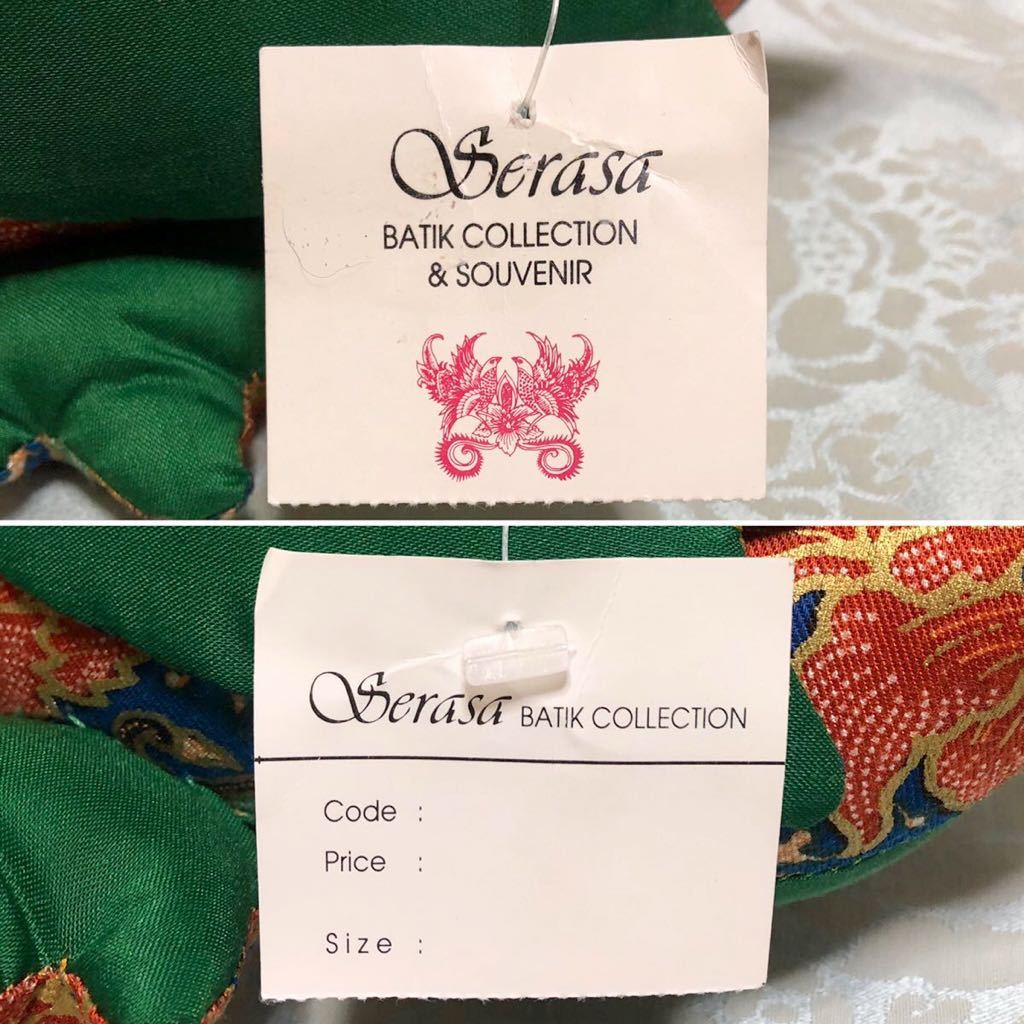 Serasa
BATIK COLLECTION
& SOUVENIR
Serasa BATIK COLLECTION
Code :
Price :
Size :